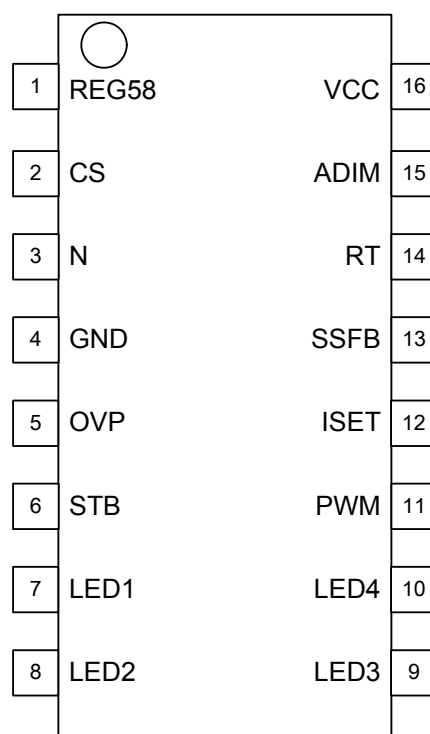 1 REG58 VCC 16
2 CS ADIM 15
3 N RT 14
4 GND SSFB 13
5 OVP ISET 12
6 STB PWM 11
7 LED1 LED4 10
8 LED2 LED3 9